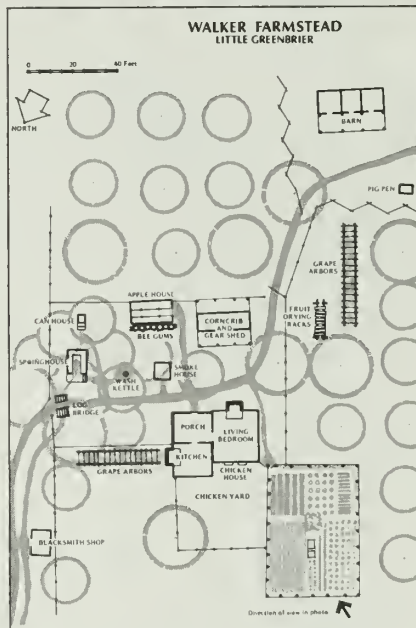 WALKER FARMSTEAD
LITTLE GREENBRIER
0 20 40 Feet
NORTH
BARN
PIG PEN
GRAPE
ARBORS
APPLE HOUSE
CAN HOUSE
BEE GUMS
CORNCRIB
AND
GEAR SHED
FRUIT
DRYING
RACKS
SPRINGHOUSE
WASH
KETTLE
SMOKE
HOUSE
LOG
BRIDGE
PORCH
LIVING
BEDROOM
KITCHEN
GRAPE ARBORS
CHICKEN
HOUSE
CHICKEN YARD
BLACKSMITH SHOP
Direction of view in photo